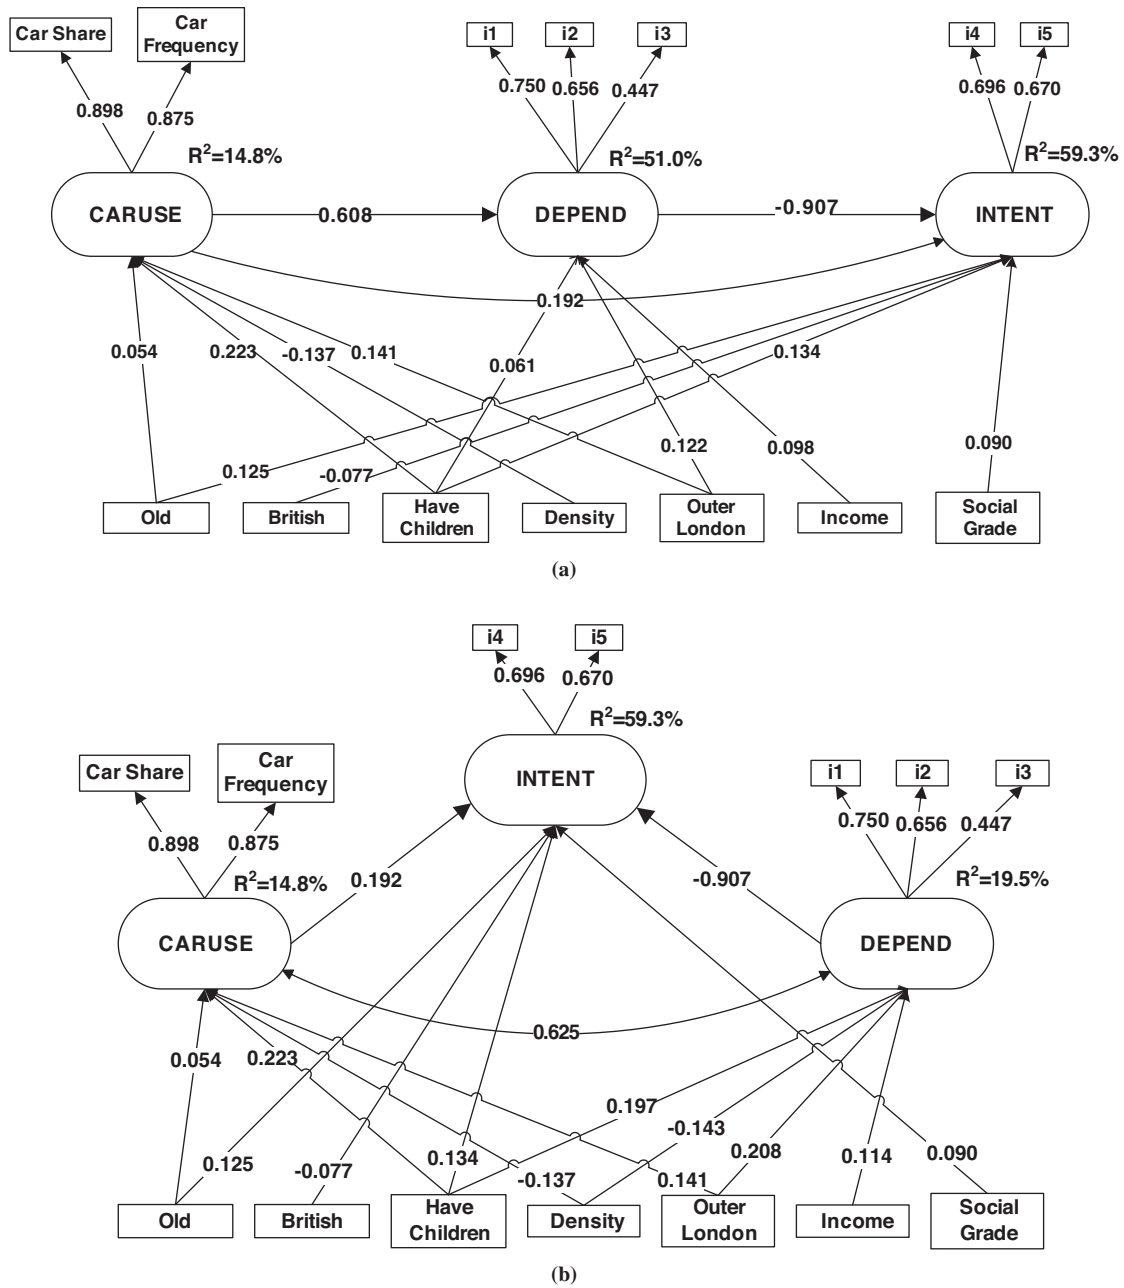 Car Share
Car
Frequency
i1
i2
i3
i4
i5
0.898
0.875
0.750
0.656
0.447
0.696
0.670
R²=14.8%
R²=51.0%
R²=59.3%
CARUSE
0.608
DEPEND
-0.907
INTENT
0.192
0.054
0.223
-0.137
0.141
0.061
0.134
0.125
-0.077
0.122
0.098
0.090
Old
British
Have
Children
Density
Outer
London
Income
Social
Grade
(a)
i4
i5
0.696
0.670
R²=59.3%
INTENT
Car Share
Car
Frequency
i1
i2
i3
0.898
0.875
0.750
0.656
0.447
R²=14.8%
0.192
-0.907
R²=19.5%
CARUSE
DEPEND
0.625
0.054
0.223
0.197
-0.143
0.125
-0.077
0.134
-0.137
0.141
0.208
0.114
0.090
Old
British
Have
Children
Density
Outer
London
Income
Social
Grade
(b)